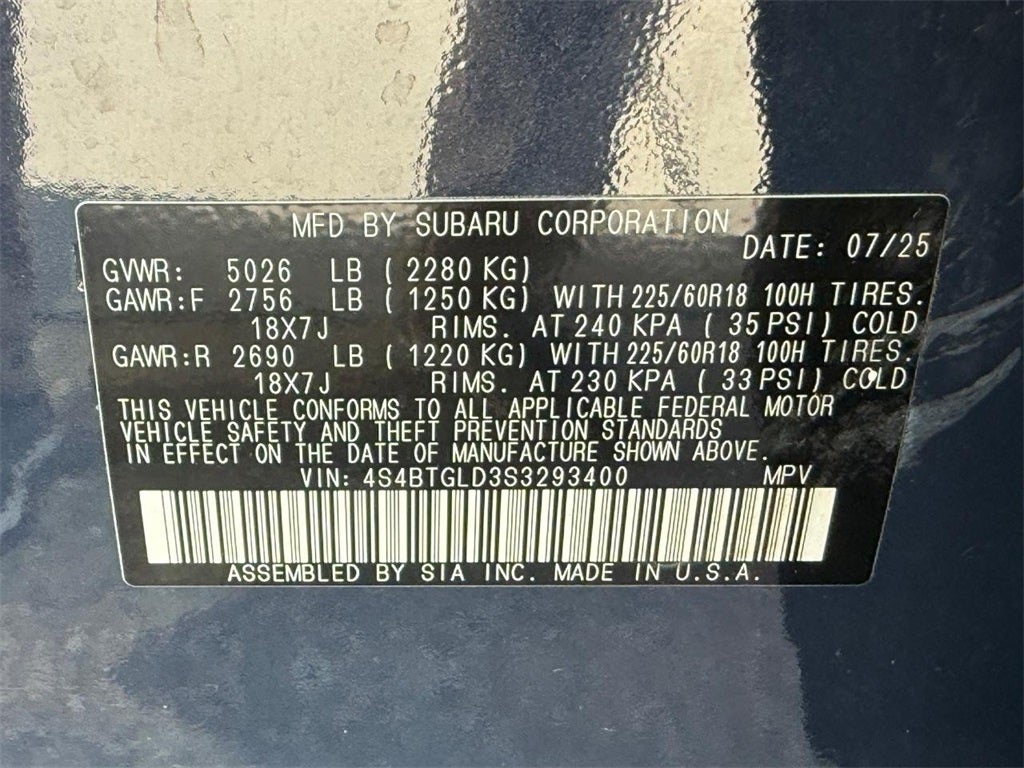 MFD BY SUBARU CORPORATION
DATE: 07/25
GVWR: 5026 LB ( 2280 KG)
GAWR:F 2756 LB ( 1250 KG) WITH 225/60R18 100H TIRES.
18X7J RIMS. AT 240 KPA ( 35 PSI) COLD
GAWR:R 2690 LB ( 1220 KG) WITH 225/60R18 100H TIRES.
18X7J RIMS. AT 230 KPA ( 33 PSI) COLD
THIS VEHICLE CONFORMS TO ALL APPLICABLE FEDERAL MOTOR
VEHICLE SAFETY AND THEFT PREVENTION STANDARDS
IN EFFECT ON THE DATE OF MANUFACTURE SHOWN ABOVE.
VIN: 4S4BTGLD3S3293400 MPV
ASSEMBLED BY SIA INC. MADE IN U.S.A.